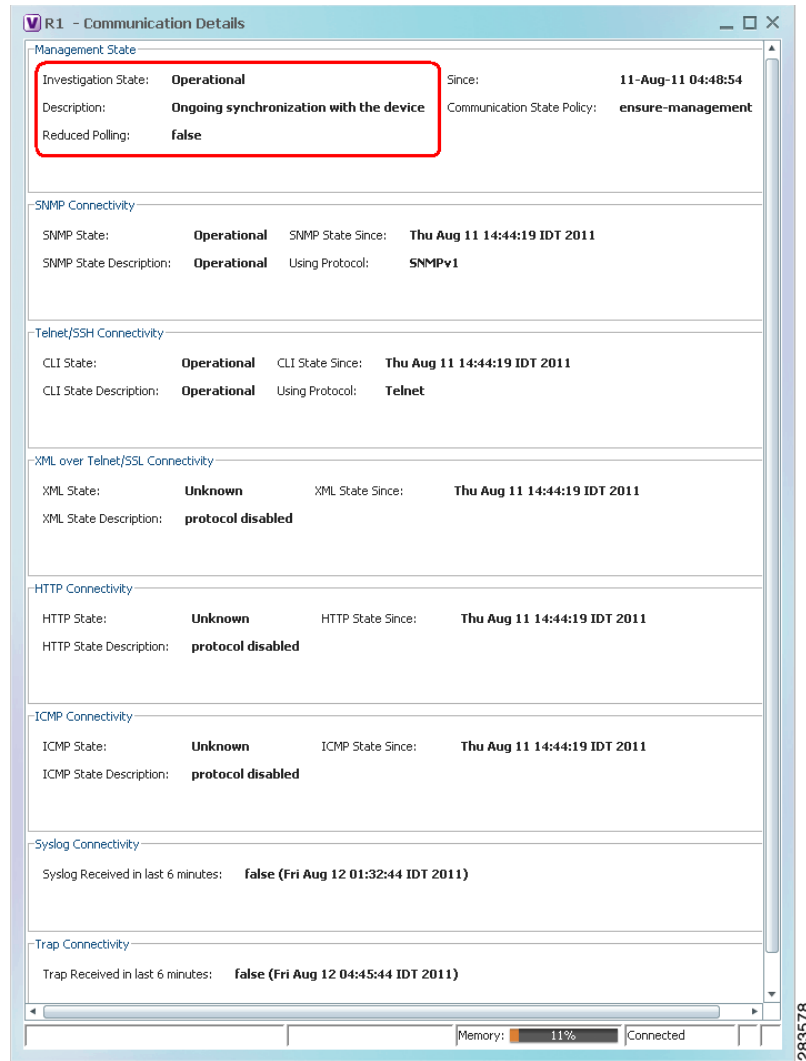 V R1 - Communication Details
Management State
Investigation State: Operational Since: 11-Aug-11 04:48:54
Description: Ongoing synchronization with the device Communication State Policy: ensure-management
Reduced Polling: false
SNMP Connectivity
SNMP State: Operational SNMP State Since: Thu Aug 11 14:44:19 IDT 2011
SNMP State Description: Operational Using Protocol: SNMPv1
Telnet/SSH Connectivity
CLI State: Operational CLI State Since: Thu Aug 11 14:44:19 IDT 2011
CLI State Description: Operational Using Protocol: Telnet
XML over Telnet/SSL Connectivity
XML State: Unknown XML State Since: Thu Aug 11 14:44:19 IDT 2011
XML State Description: protocol disabled
HTTP Connectivity
HTTP State: Unknown HTTP State Since: Thu Aug 11 14:44:19 IDT 2011
HTTP State Description: protocol disabled
ICMP Connectivity
ICMP State: Unknown ICMP State Since: Thu Aug 11 14:44:19 IDT 2011
ICMP State Description: protocol disabled
Syslog Connectivity
Syslog Received in last 6 minutes: false (Fri Aug 12 01:32:44 IDT 2011)
Trap Connectivity
Trap Received in last 6 minutes: false (Fri Aug 12 04:45:44 IDT 2011)
Memory: 11% Connected
283578